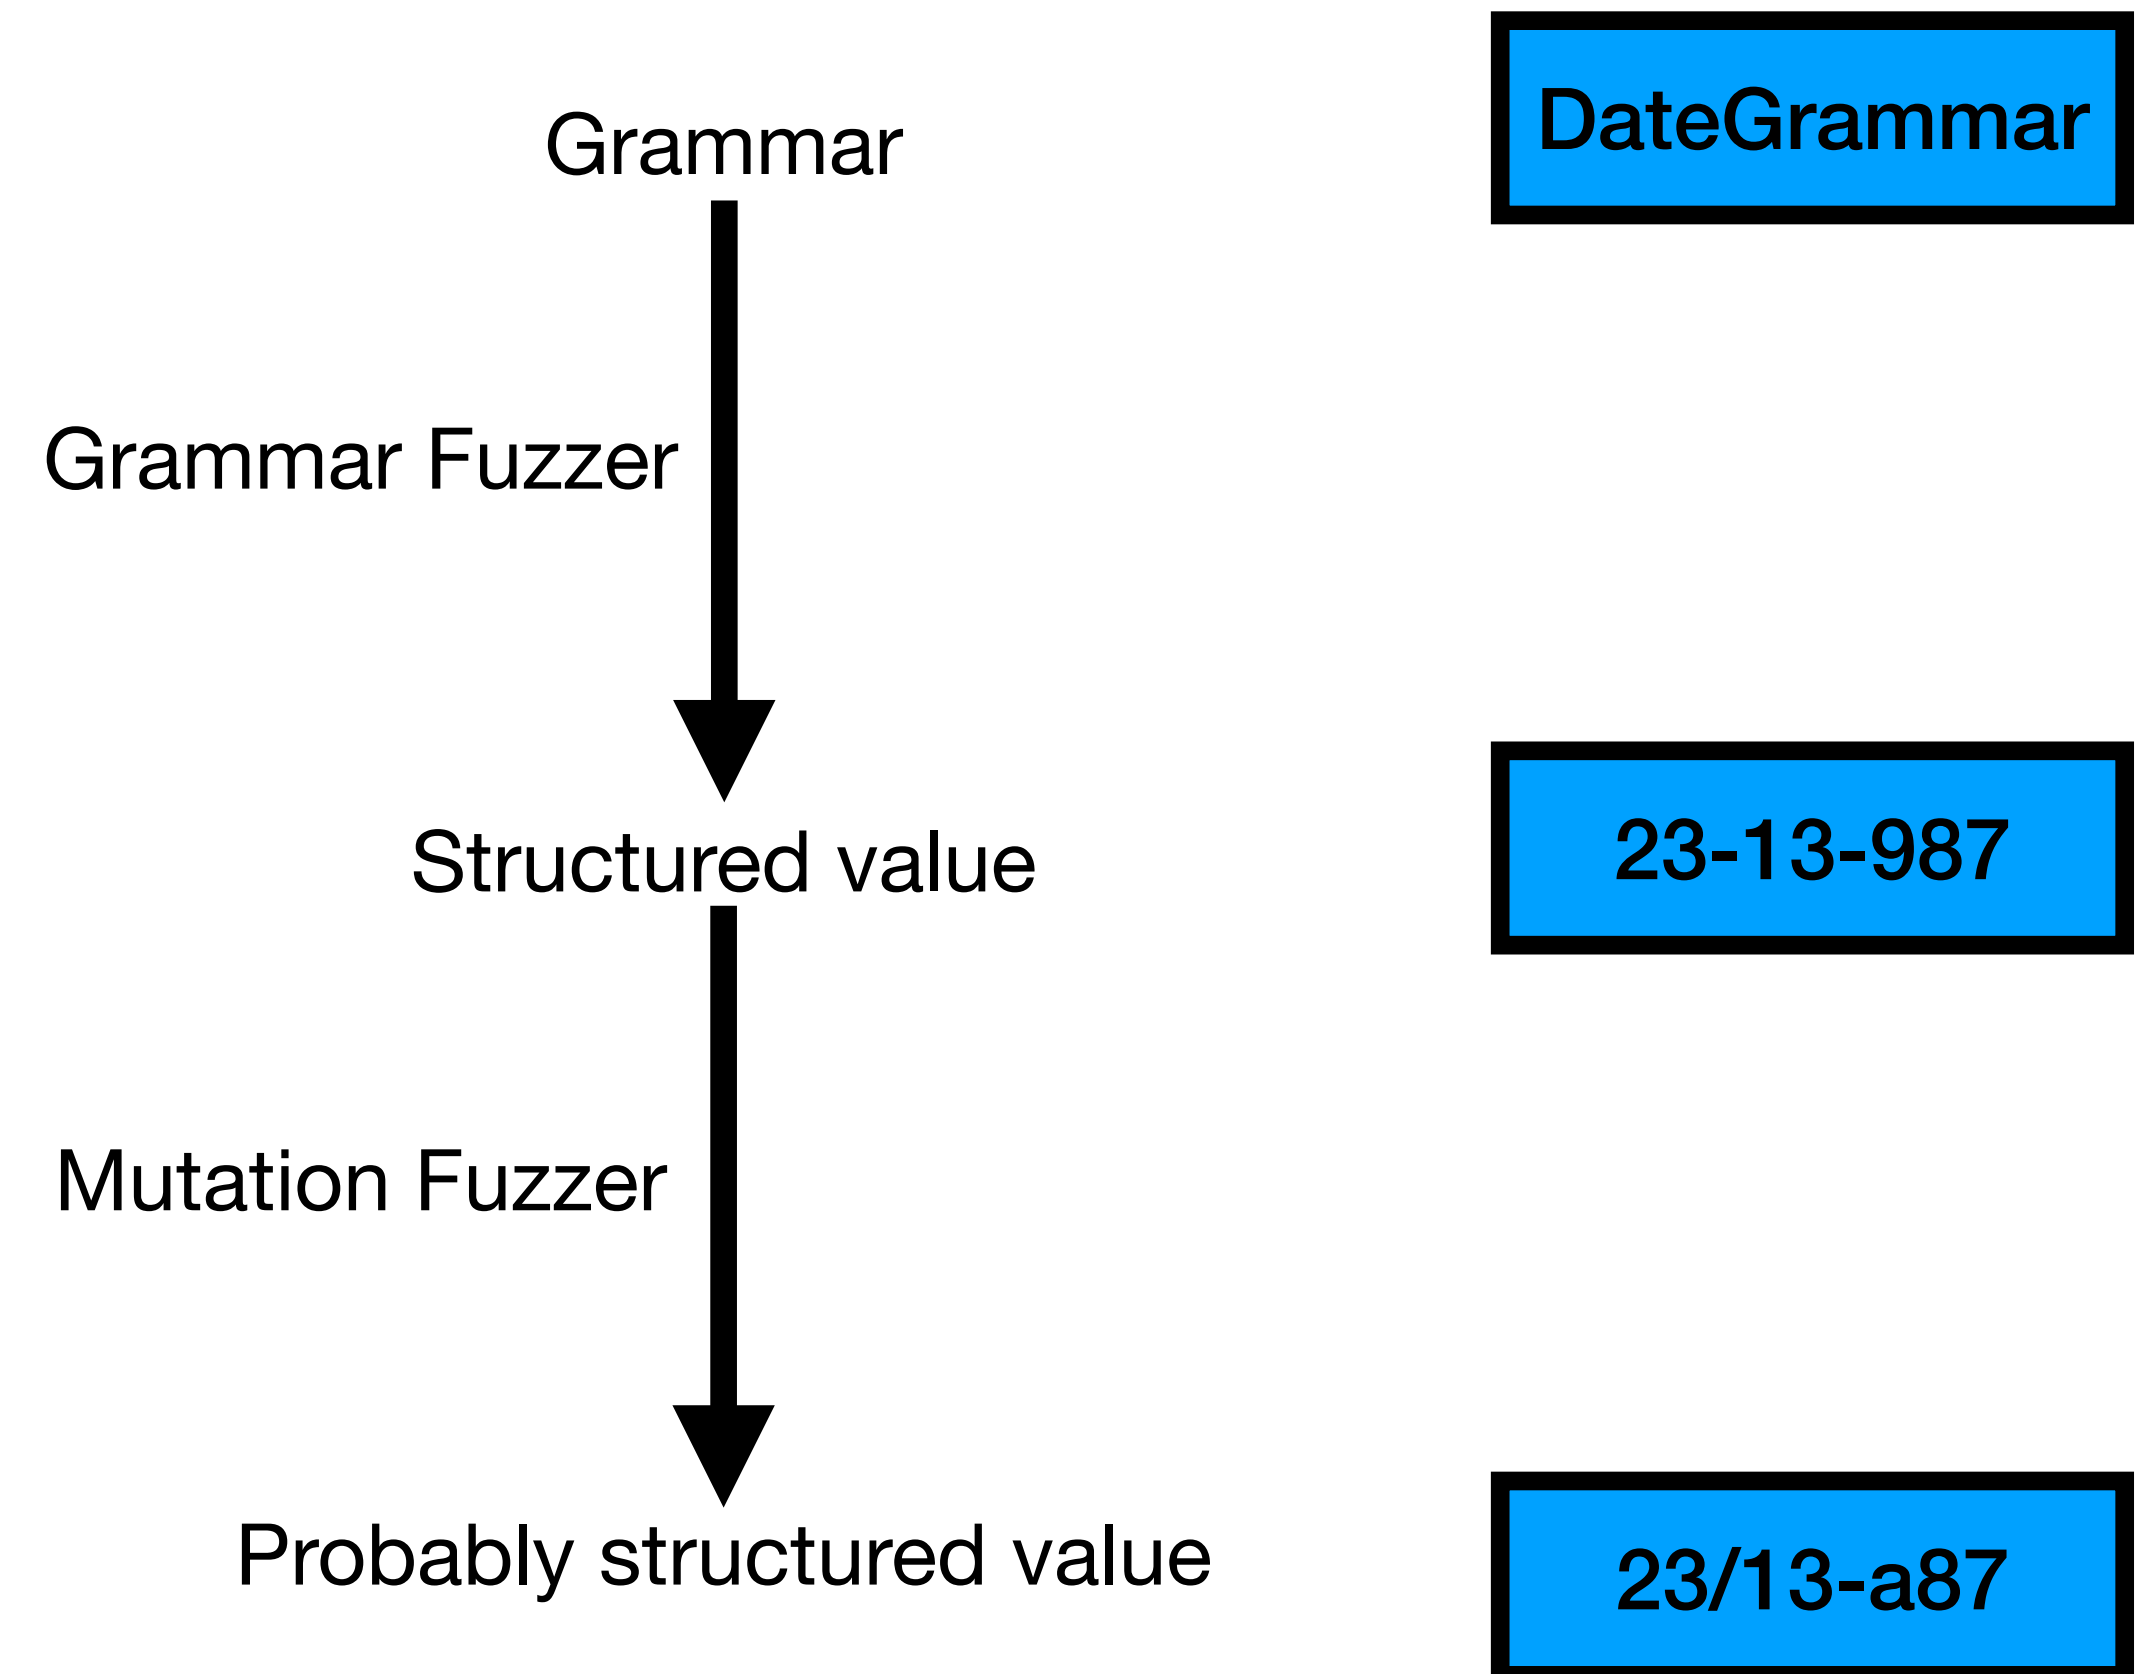 Grammar
DateGrammar
Grammar Fuzzer
Structured value
23-13-987
Mutation Fuzzer
Probably structured value
23/13-a87